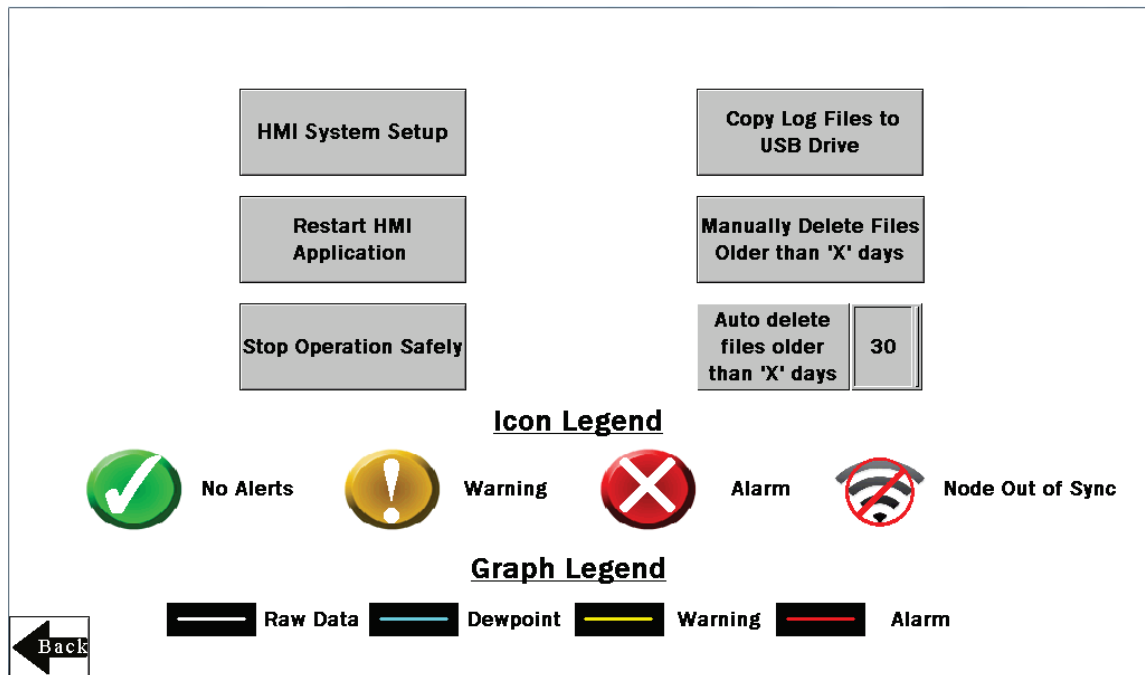 HMI System Setup
Copy Log Files to
USB Drive
Restart HMI
Application
Manually Delete Files
Older than 'X' days
Stop Operation Safely
Auto delete
files older
than 'X' days
30
Icon Legend
No Alerts
Warning
Alarm
Node Out of Sync
Graph Legend
Raw Data
Dewpoint
Warning
Alarm
Back